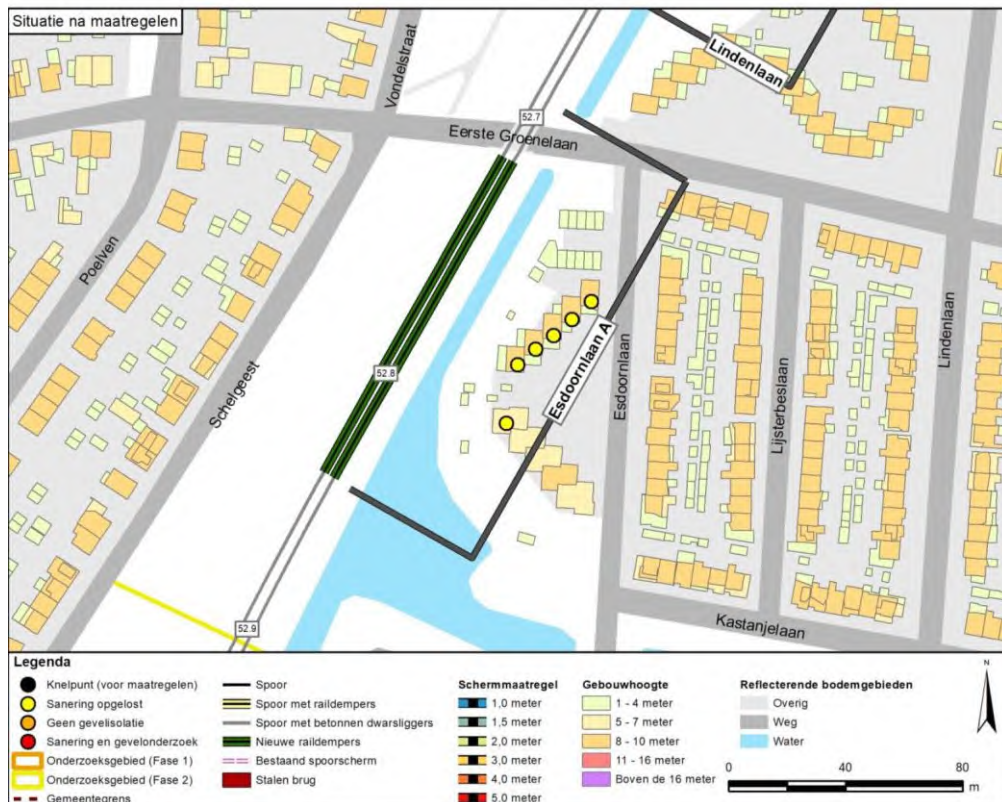 Situatie na maatregelen
Lindenlaan
Vondelstraat
52.7
Eerste Groenelaan
Poelven
Schelgeest
52.8
Esdoornlaan A
Esdoornlaan
Lijsterbeslaan
Lindenlaan
52.9
Kastanjelaan
Legenda
Knelpunt (voor maatregelen)
Sanering opgelost
Geen gevelisolatie
Sanering en gevelonderzoek
Onderzoeksgebied (Fase 1)
Onderzoeksgebied (Fase 2)
Gemeentegrens
Spoor
Spoor met raildempers
Spoor met betonnen dwarsliggers
Nieuwe raildempers
Bestaand spoorscherm
Stalen brug
Schermmaatregel
1,0 meter
1,5 meter
2,0 meter
3,0 meter
4,0 meter
5,0 meter
Gebouwhoogte
1 - 4 meter
5 - 7 meter
8 - 10 meter
11 - 16 meter
Boven de 16 meter
Reflecterende bodemgebieden
Overig
Weg
Water
N
0 40 80
m